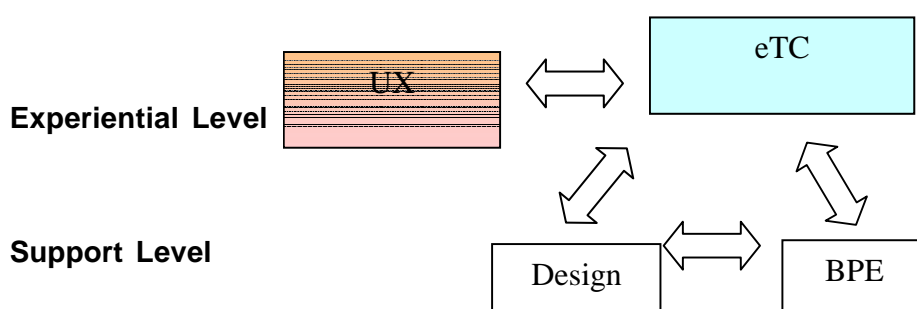 eTC
UX
Experiential Level
Support Level
Design
BPE